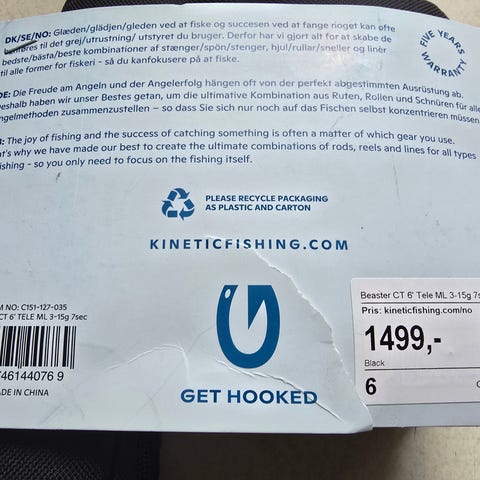 DK/SE/NO: Glæden/glädjen/gleden ved at fiske og succesen ved at fange noget kan ofte
henføres til det grej/utrustning/ utstyret du bruger. Derfor har vi gjort alt for at skabe de
bedste/bästa/beste kombinationer af stænger/spön/stenger, hjul/rullar/sneller og liner
til alle former for fiskeri - så du kanfokusere på at fiske.
FIVE YEARS
WARRANTY
DE: Die Freude am Angeln und der Angelerfolg hängen oft von der perfekt abgestimmten Ausrüstung ab.
eshalb haben wir unser Bestes getan, um die ultimative Kombination aus Ruten, Rollen und Schnüren für alle
ngelmethoden zusammenzustellen – so dass Sie sich nur noch auf das Fischen selbst konzentrieren müssen
: The joy of fishing and the success of catching something is often a matter of which gear you use.
t's why we have made our best to create the ultimate combinations of rods, reels and lines for all types
ishing - so you only need to focus on the fishing itself.
PLEASE RECYCLE PACKAGING
AS PLASTIC AND CARTON
KINETICFISHING.COM
M NO: C151-127-035
CT 6' TELE ML 3-15g 7sec
746144076 9
DE IN CHINA
GET HOOKED
Beaster CT 6' Tele ML 3-15g 7s
Pris: kineticfishing.com/no
1499,-
Black
6